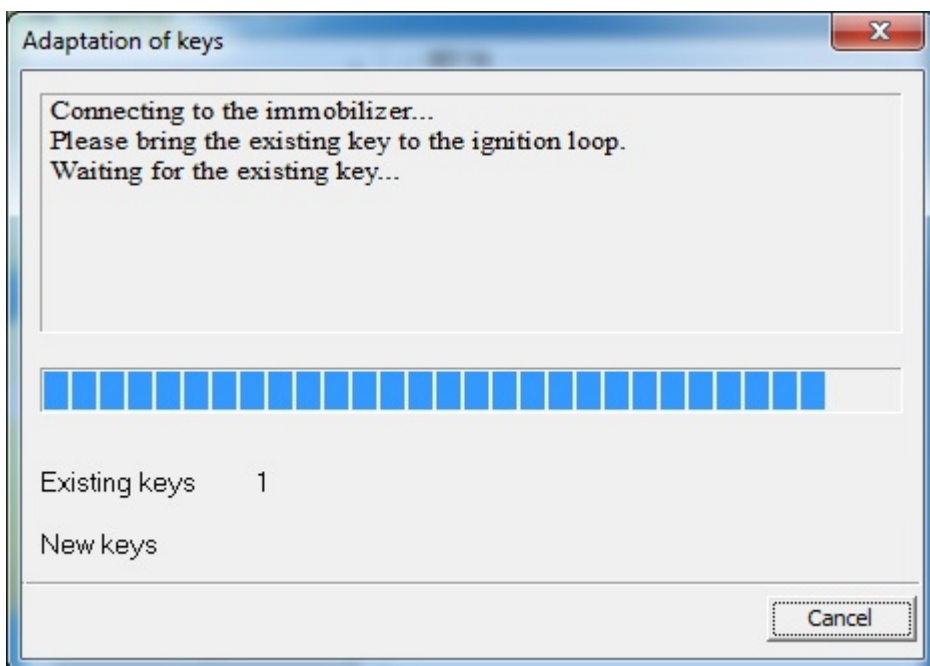 Adaptation of keys
Connecting to the immobilizer...
Please bring the existing key to the ignition loop.
Waiting for the existing key...
Existing keys 1
New keys
Cancel